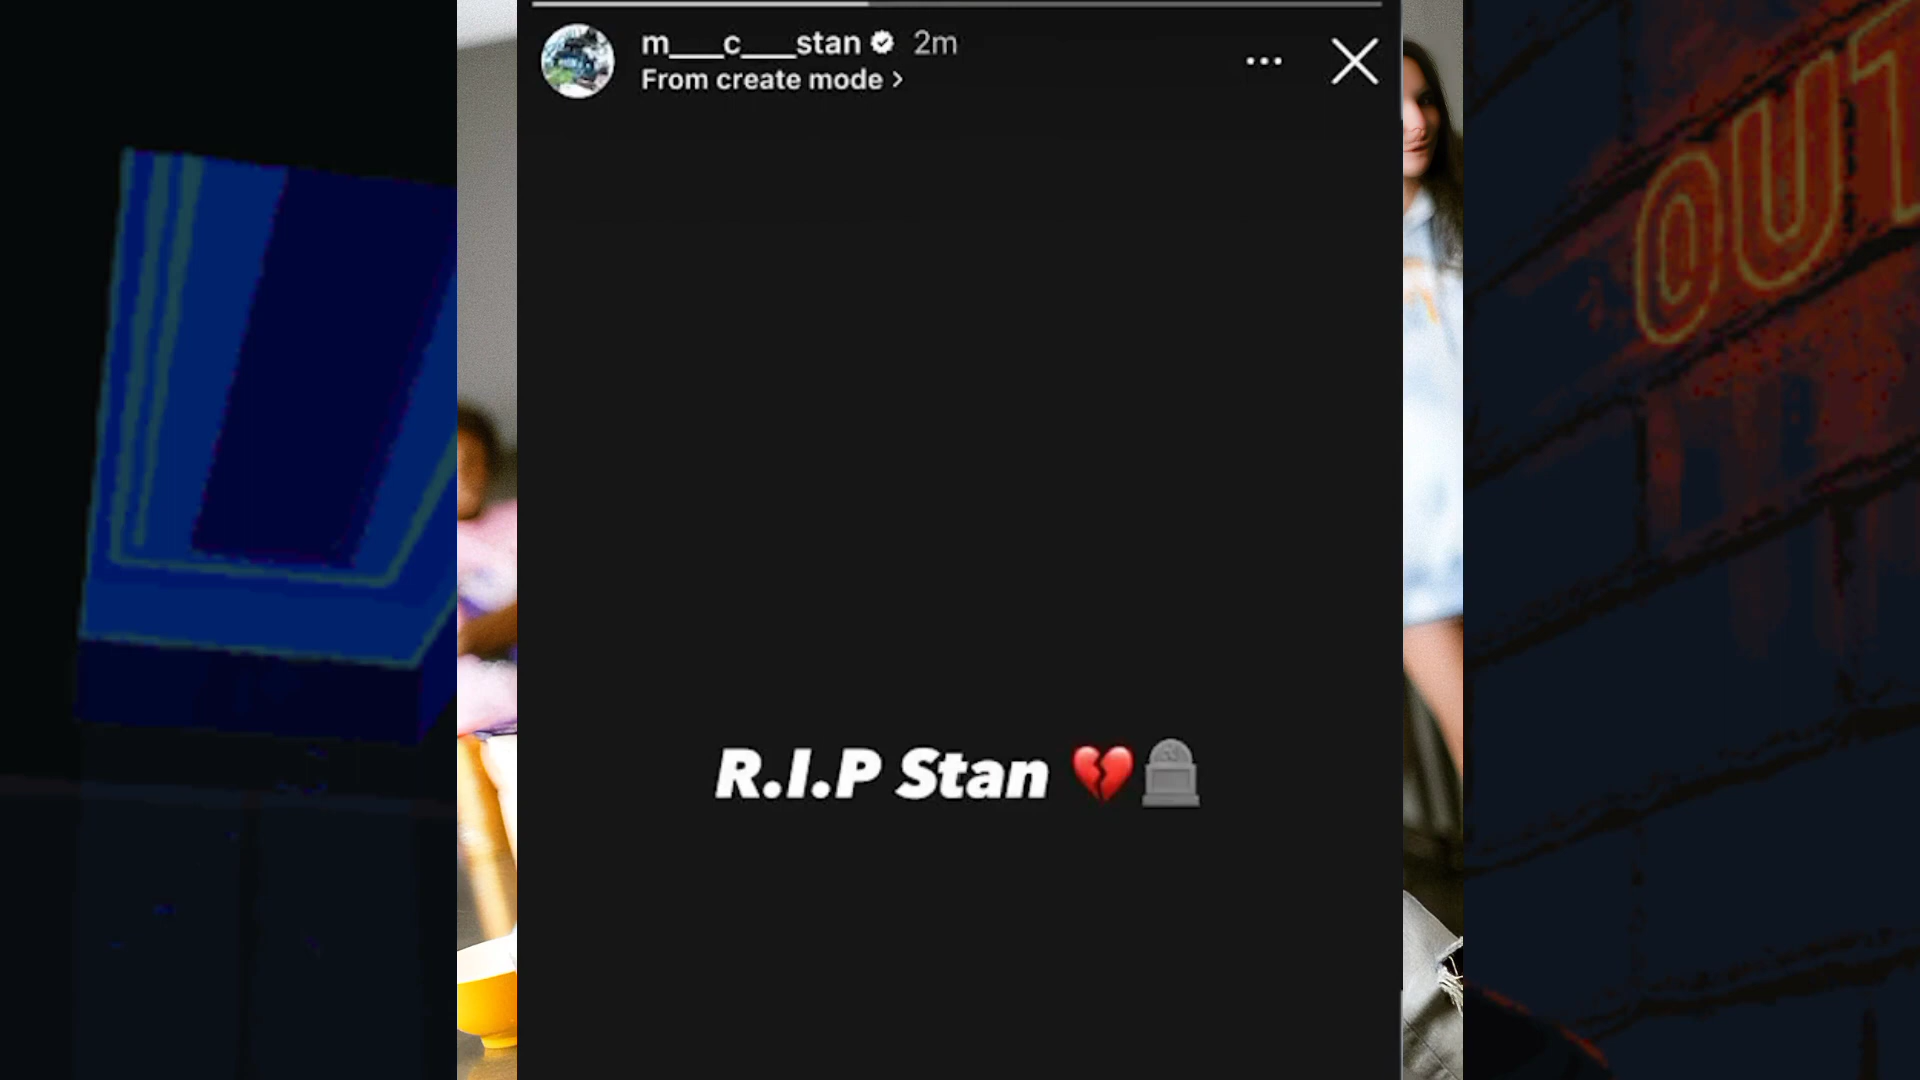 m___c___stan 2m
From create mode >
R.I.P Stan 💔🪦
OUT